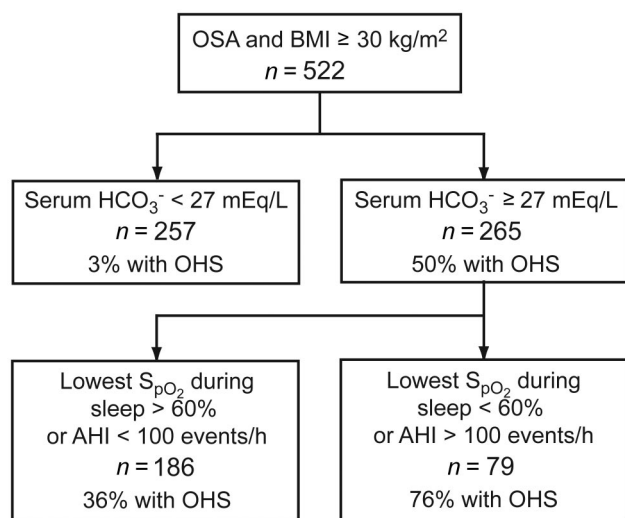 OSA and BMI ≥ 30 kg/m²
n = 522
Serum HCO₃⁻ < 27 mEq/L
n = 257
3% with OHS
Serum HCO₃⁻ ≥ 27 mEq/L
n = 265
50% with OHS
Lowest SpO₂ during
sleep > 60%
or AHI < 100 events/h
n = 186
36% with OHS
Lowest SpO₂ during
sleep < 60%
or AHI > 100 events/h
n = 79
76% with OHS